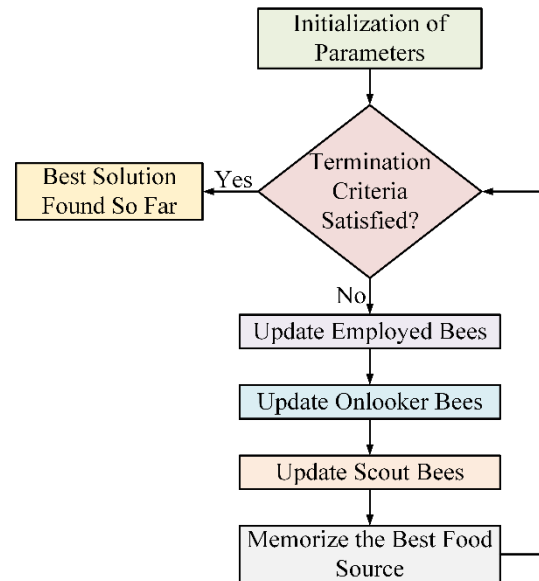 Initialization of
Parameters
Termination
Criteria
Satisfied?
Yes
Best Solution
Found So Far
No
Update Employed Bees
Update Onlooker Bees
Update Scout Bees
Memorize the Best Food
Source